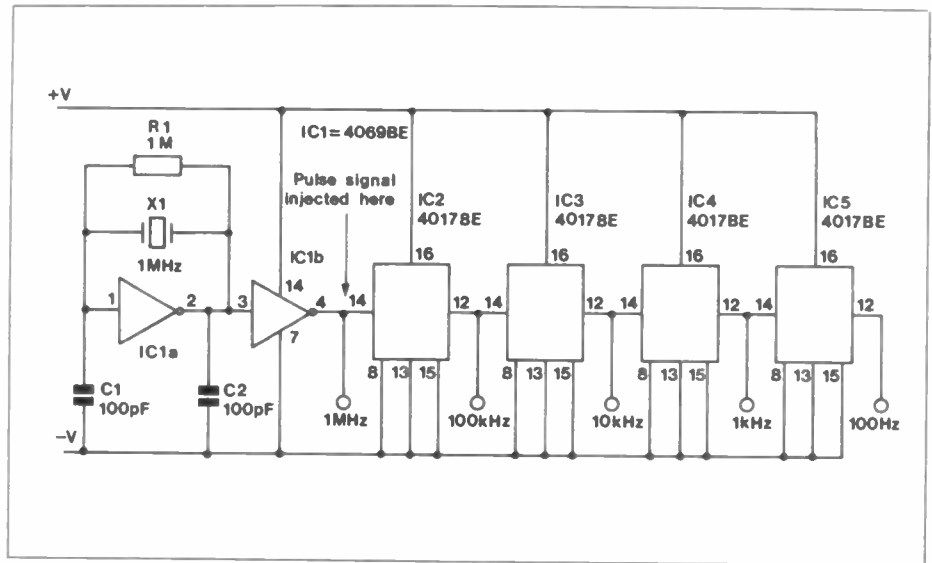 +V
R1
1M
IC1=4069BE
Pulse signal
injected here
X1
1MHz
IC1b
IC2
40178E
IC3
40178E
IC4
4017BE
IC5
4017BE
16
16
16
16
1
2
3
14
4
7
14
12
14
12
14
12
14
12
IC1a
8
13
15
8
13
15
8
13
15
8
13
15
C1
100pF
C2
100pF
1MHz
100kHz
10kHz
1kHz
100Hz
-V